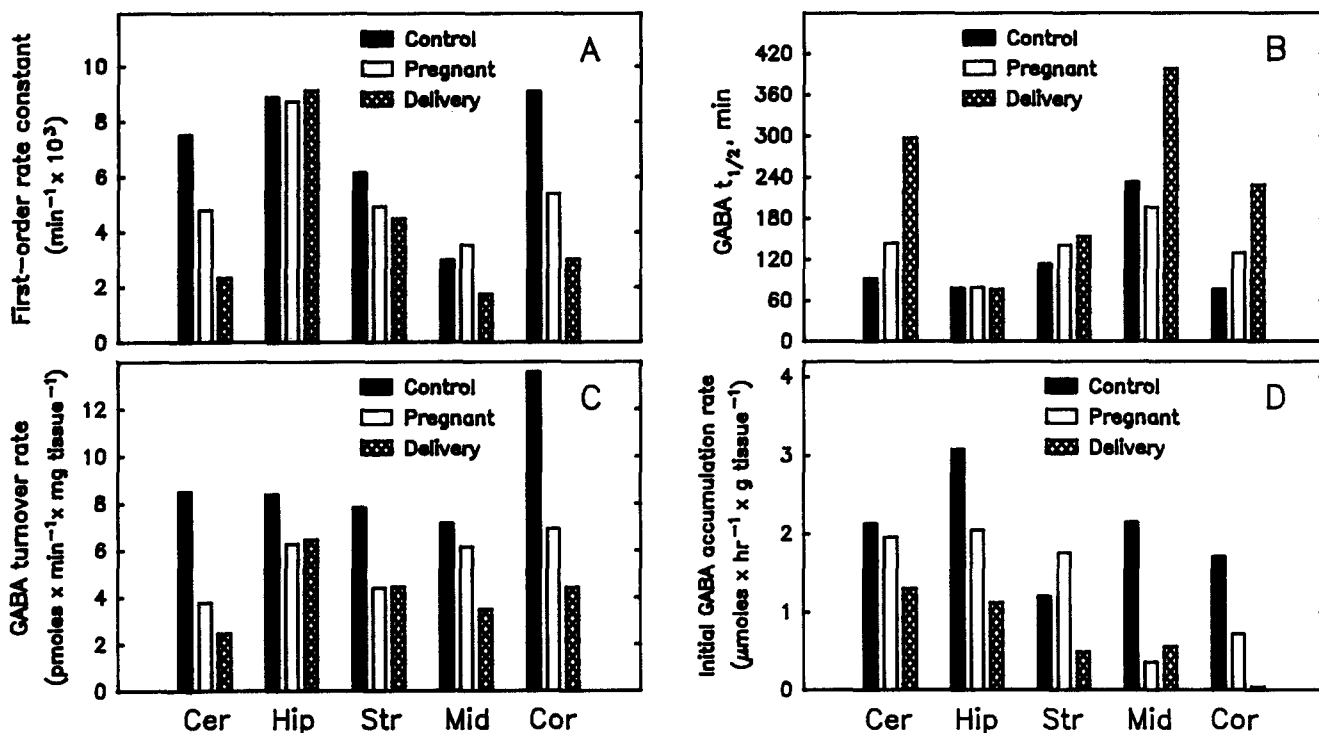 A
Control
Pregnant
Delivery
First-order rate constant
(min⁻¹ x 10³)
10
8
6
4
2
0
B
Control
Pregnant
Delivery
GABA t1/2, min
420
360
300
240
180
120
60
0
C
Control
Pregnant
Delivery
GABA turnover rate
(pmoles x min⁻¹x mg tissue⁻¹)
12
10
8
6
4
2
0
Cer Hip Str Mid Cor
D
Control
Pregnant
Delivery
Initial GABA accumulation rate
(μmoles x hr⁻¹ x g tissue⁻¹)
4
3
2
1
0
Cer Hip Str Mid Cor